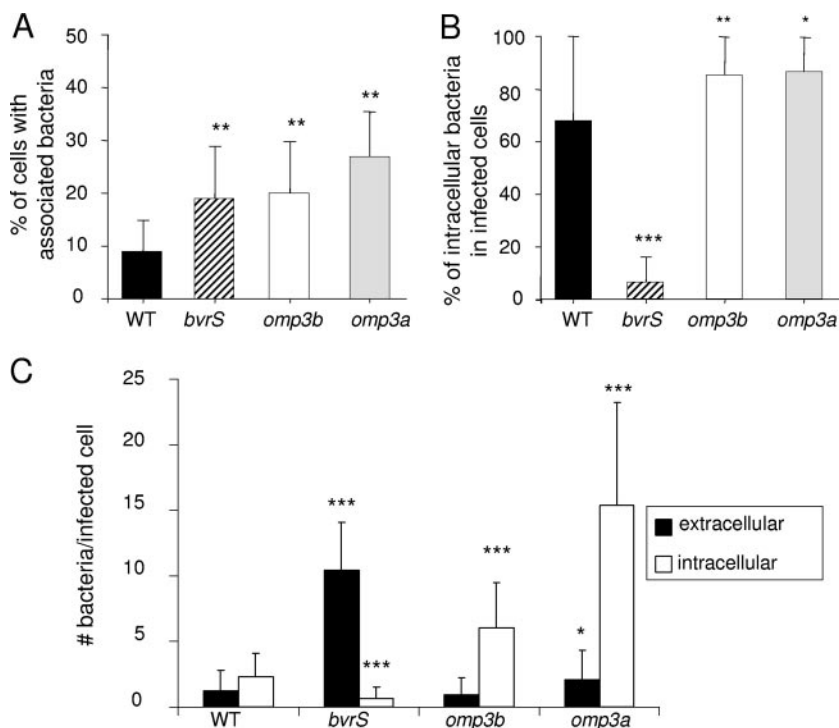 A
% of cells with
associated bacteria
50
40
30
20
10
0
**
**
**
WT
bvrS
omp3b
omp3a
B
% of intracellular bacteria
in infected cells
100
80
60
40
20
0
***
**
*
WT
bvrS
omp3b
omp3a
C
# bacteria/infected cell
25
20
15
10
5
0
***
***
***
*
***
WT
bvrS
omp3b
omp3a
extracellular
intracellular